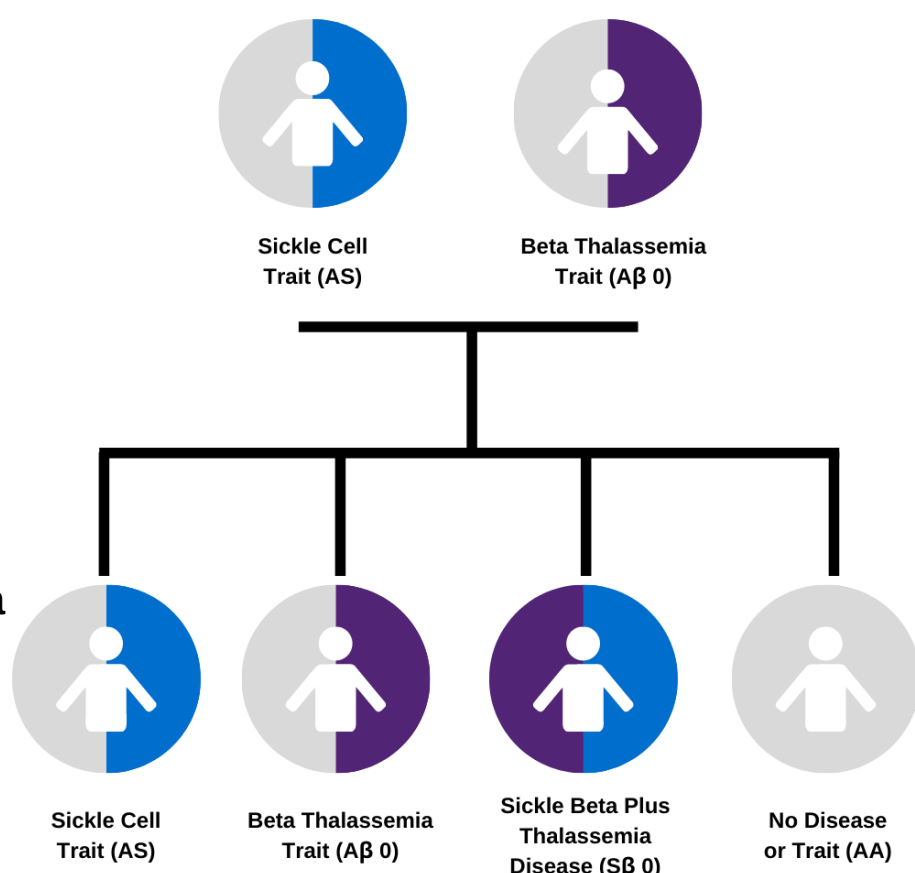 Sickle Cell
Trait (AS)
Beta Thalassemia
Trait (Aβ 0)
a
Sickle Cell
Trait (AS)
Beta Thalassemia
Trait (Aβ 0)
Sickle Beta Plus
Thalassemia
Disease (Sβ 0)
No Disease
or Trait (AA)